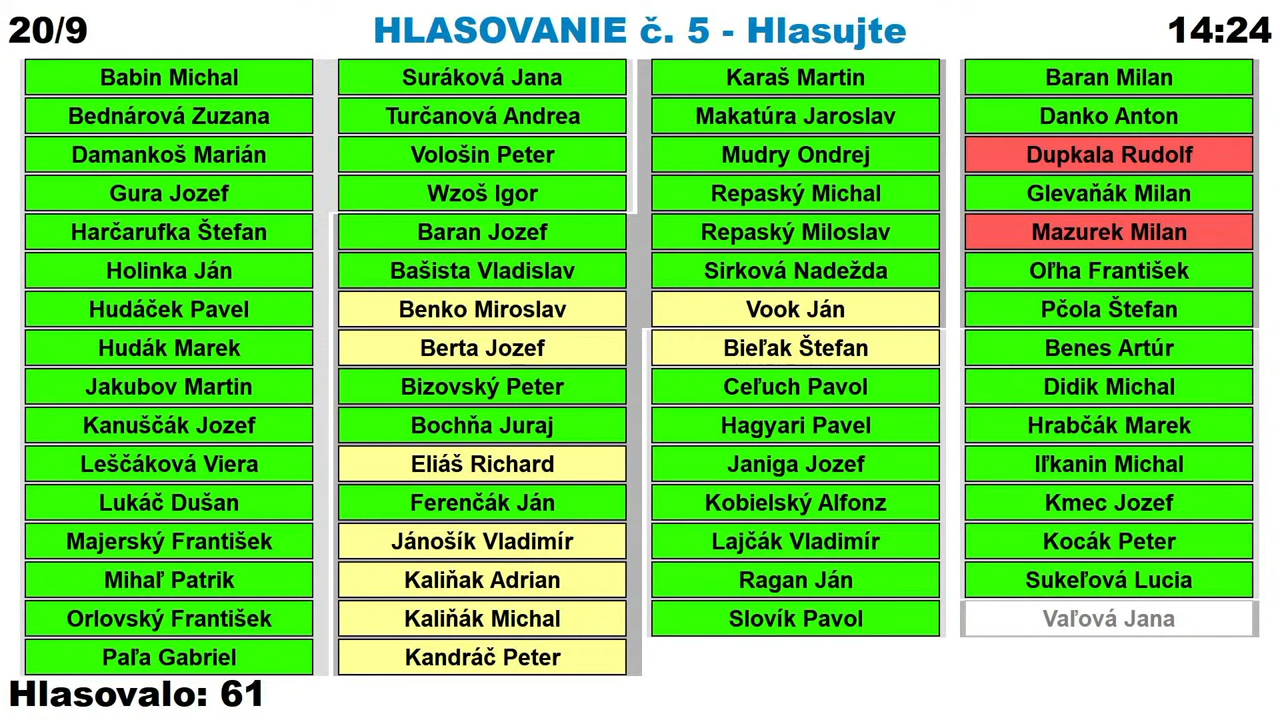 20/9 HLASOVANIE č. 5 - Hlasujte 14:24
Babin Michal
Bednárová Zuzana
Damankoš Marián
Gura Jozef
Harčarufka Štefan
Holinka Ján
Hudáček Pavel
Hudák Marek
Jakubov Martin
Kanuščák Jozef
Leščáková Viera
Lukáč Dušan
Majerský František
Mihaľ Patrik
Orlovský František
Paľa Gabriel
Suráková Jana
Turčanová Andrea
Vološin Peter
Wzoš Igor
Baran Jozef
Bašista Vladislav
Benko Miroslav
Berta Jozef
Bizovský Peter
Bochňa Juraj
Eliáš Richard
Ferenčák Ján
Jánošík Vladimír
Kaliňak Adrian
Kaliňák Michal
Kandráč Peter
Karaš Martin
Makatúra Jaroslav
Mudry Ondrej
Repaský Michal
Repaský Miloslav
Sirková Nadežda
Vook Ján
Bieľak Štefan
Ceľuch Pavol
Hagyari Pavel
Janiga Jozef
Kobielský Alfonz
Lajčák Vladimír
Ragan Ján
Slovík Pavol
Baran Milan
Danko Anton
Dupkala Rudolf
Glevaňák Milan
Mazurek Milan
Oľha František
Pčola Štefan
Benes Artúr
Didik Michal
Hrabčák Marek
Iľkanin Michal
Kmec Jozef
Kocák Peter
Sukeľová Lucia
Vaľová Jana
Hlasovalo: 61